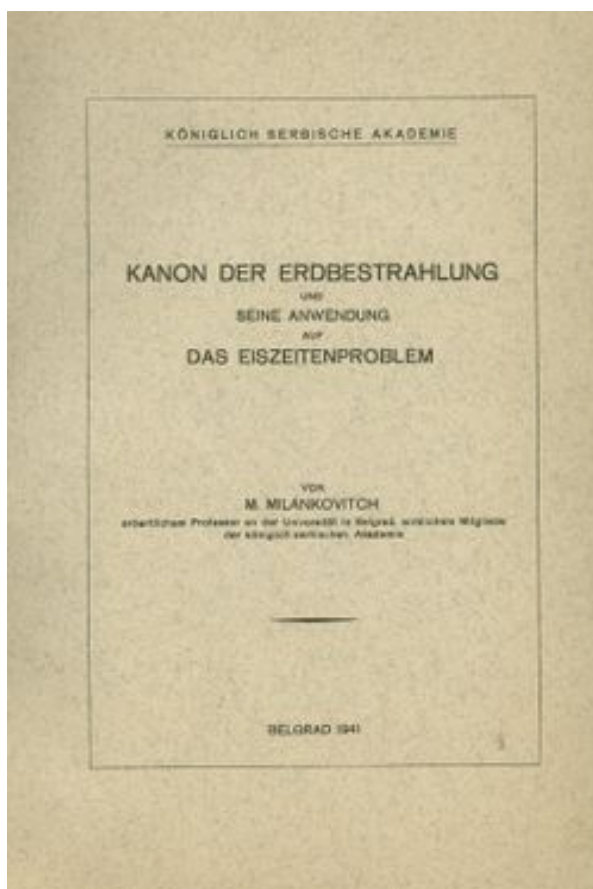 KÖNIGLICH SERBISCHE AKADEMIE
KANON DER ERDBESTRAHLUNG
UND
SEINE ANWENDUNG
AUF
DAS EISZEITENPROBLEM
VON
M. MILANKOVITCH
ordentlichem Professor an der Universität in Belgrad, wirklichem Mitgliede
der königlich serbischen Akademie
BELGRAD 1941